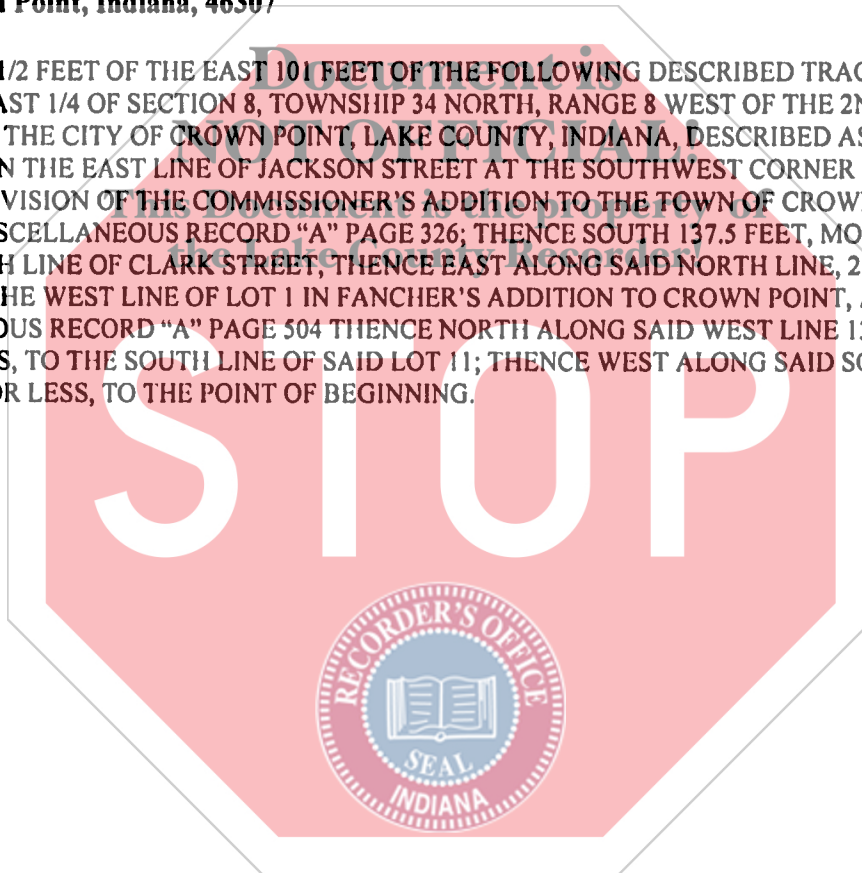 Point, Indiana, 46307
1/2 FEET OF THE EAST 101 FEET OF THE FOLLOWING DESCRIBED TRAC
AST 1/4 OF SECTION 8, TOWNSHIP 34 NORTH, RANGE 8 WEST OF THE 2N
THE CITY OF CROWN POINT, LAKE COUNTY, INDIANA, DESCRIBED AS
N THE EAST LINE OF JACKSON STREET AT THE SOUTHWEST CORNER
VISION OF THE COMMISSIONER'S ADDITION TO THE TOWN OF CROW
SCELLANEOUS RECORD "A" PAGE 326; THENCE SOUTH 137.5 FEET, MO
H LINE OF CLARK STREET, THENCE EAST ALONG SAID NORTH LINE, 2
HE WEST LINE OF LOT 1 IN FANCHER'S ADDITION TO CROWN POINT,
OUS RECORD "A" PAGE 504 THENCE NORTH ALONG SAID WEST LINE 13
S, TO THE SOUTH LINE OF SAID LOT 11; THENCE WEST ALONG SAID SO
OR LESS, TO THE POINT OF BEGINNING.
Document is
NOT OFFICIAL!
This Document is the property of
the Lake County Recorder!
STOP
RECORDER'S OFFICE
SEAL
INDIANA